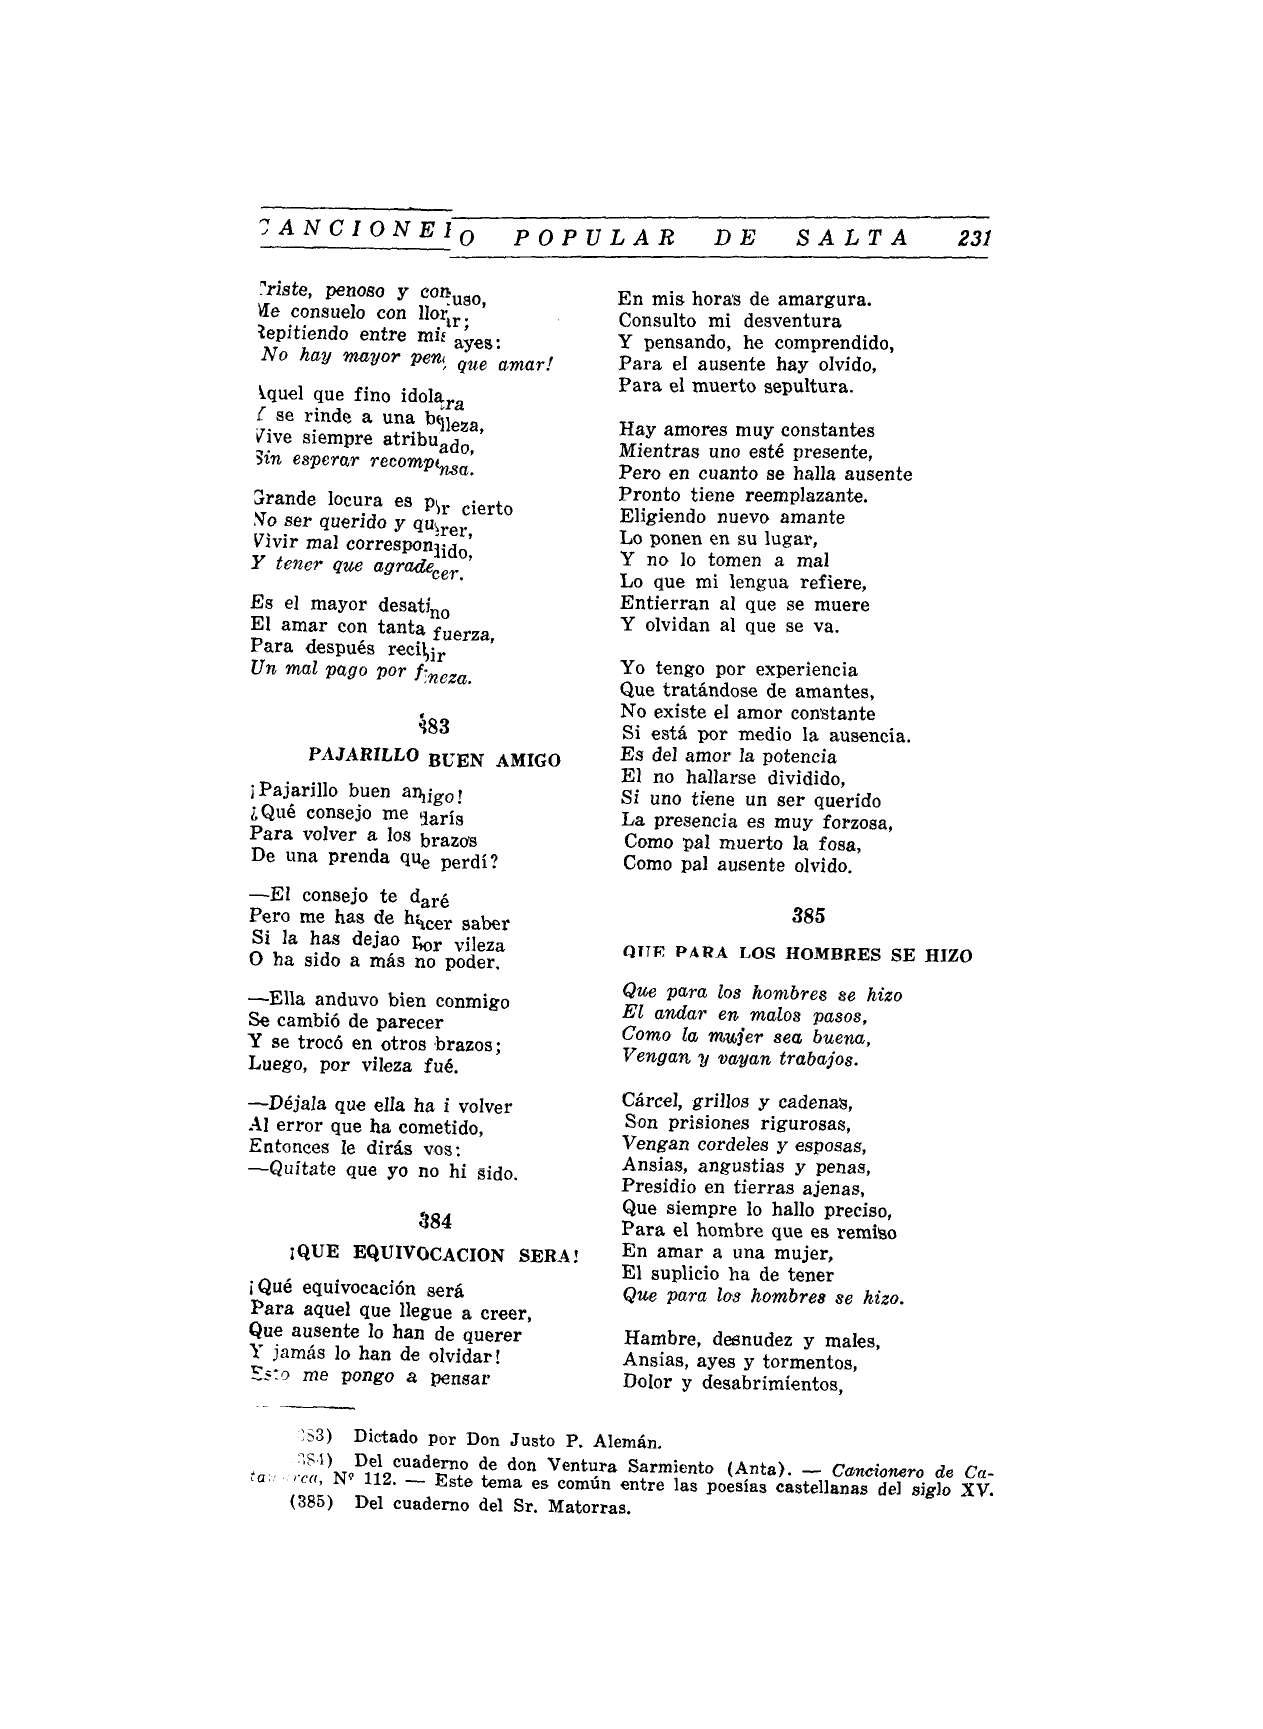 CANCIONERO POPULAR DE SALTA 231
Triste, penoso y confuso,
Me consuelo con llorar;
Repitiendo entre mis ayes:
No hay mayor pena que amar!
Aquel que fino idolatra
Y se rinde a una belleza,
Vive siempre atribulado,
Sin esperar recompensa.
Grande locura es por cierto
No ser querido y querer,
Vivir mal correspondido,
Y tener que agradecer.
Es el mayor desatino
El amar con tanta fuerza,
Para después recibir
Un mal pago por fineza.
383
PAJARILLO BUEN AMIGO
¡Pajarillo buen amigo!
¿Qué consejo me darís
Para volver a los brazos
De una prenda que perdí?
—El consejo te daré
Pero me has de hacer saber
Si la has dejao por vileza
O ha sido a más no poder.
—Ella anduvo bien conmigo
Se cambió de parecer
Y se trocó en otros brazos;
Luego, por vileza fué.
—Déjala que ella ha i volver
Al error que ha cometido,
Entonces le dirás vos:
—Quítate que yo no hi sido.
384
¡QUE EQUIVOCACION SERA!
¡Qué equivocación será
Para aquel que llegue a creer,
Que ausente lo han de querer
Y jamás lo han de olvidar!
Esto me pongo a pensar
En mis horas de amargura.
Consulto mi desventura
Y pensando, he comprendido,
Para el ausente hay olvido,
Para el muerto sepultura.
Hay amores muy constantes
Mientras uno esté presente,
Pero en cuanto se halla ausente
Pronto tiene reemplazante.
Eligiendo nuevo amante
Lo ponen en su lugar,
Y no lo tomen a mal
Lo que mi lengua refiere,
Entierran al que se muere
Y olvidan al que se va.
Yo tengo por experiencia
Que tratándose de amantes,
No existe el amor constante
Si está por medio la ausencia.
Es del amor la potencia
El no hallarse dividido,
Si uno tiene un ser querido
La presencia es muy forzosa,
Como pal muerto la fosa,
Como pal ausente olvido.
385
QUE PARA LOS HOMBRES SE HIZO
Que para los hombres se hizo
El andar en malos pasos,
Como la mujer sea buena,
Vengan y vayan trabajos.
Cárcel, grillos y cadenas,
Son prisiones rigurosas,
Vengan cordeles y esposas,
Ansias, angustias y penas,
Presidio en tierras ajenas,
Que siempre lo hallo preciso,
Para el hombre que es remiso
En amar a una mujer,
El suplicio ha de tener
Que para los hombres se hizo.
Hambre, desnudez y males,
Ansias, ayes y tormentos,
Dolor y desabrimientos,
383) Dictado por Don Justo P. Alemán.
384) Del cuaderno de don Ventura Sarmiento (Anta). — Cancionero de Ca-
tamarca, Nº 112. — Este tema es común entre las poesías castellanas del siglo XV.
(385) Del cuaderno del Sr. Matorras.